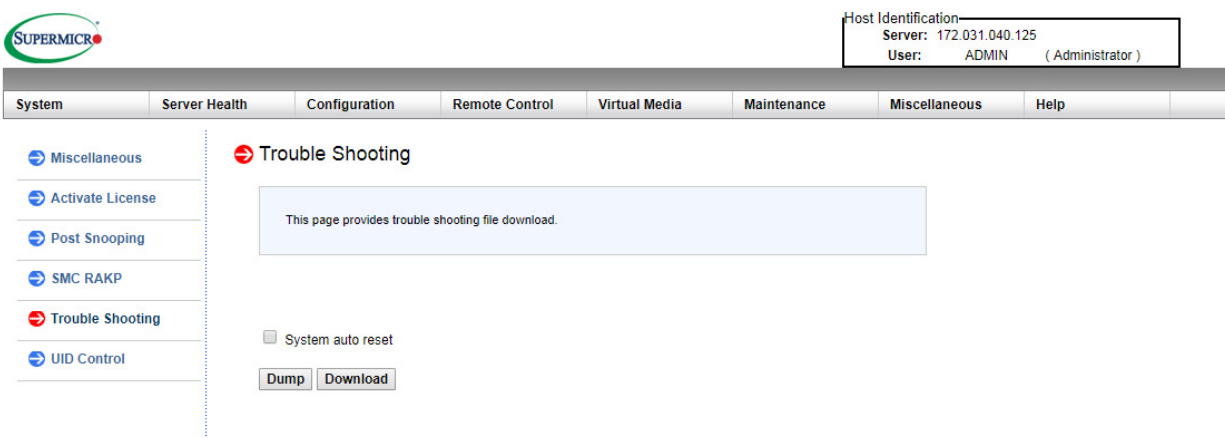 SUPERMICRO
Host Identification
Server: 172.031.040.125
User: ADMIN ( Administrator )
System Server Health Configuration Remote Control Virtual Media Maintenance Miscellaneous Help
Miscellaneous
Activate License
Post Snooping
SMC RAKP
Trouble Shooting
UID Control
Trouble Shooting
This page provides trouble shooting file download.
System auto reset
Dump Download